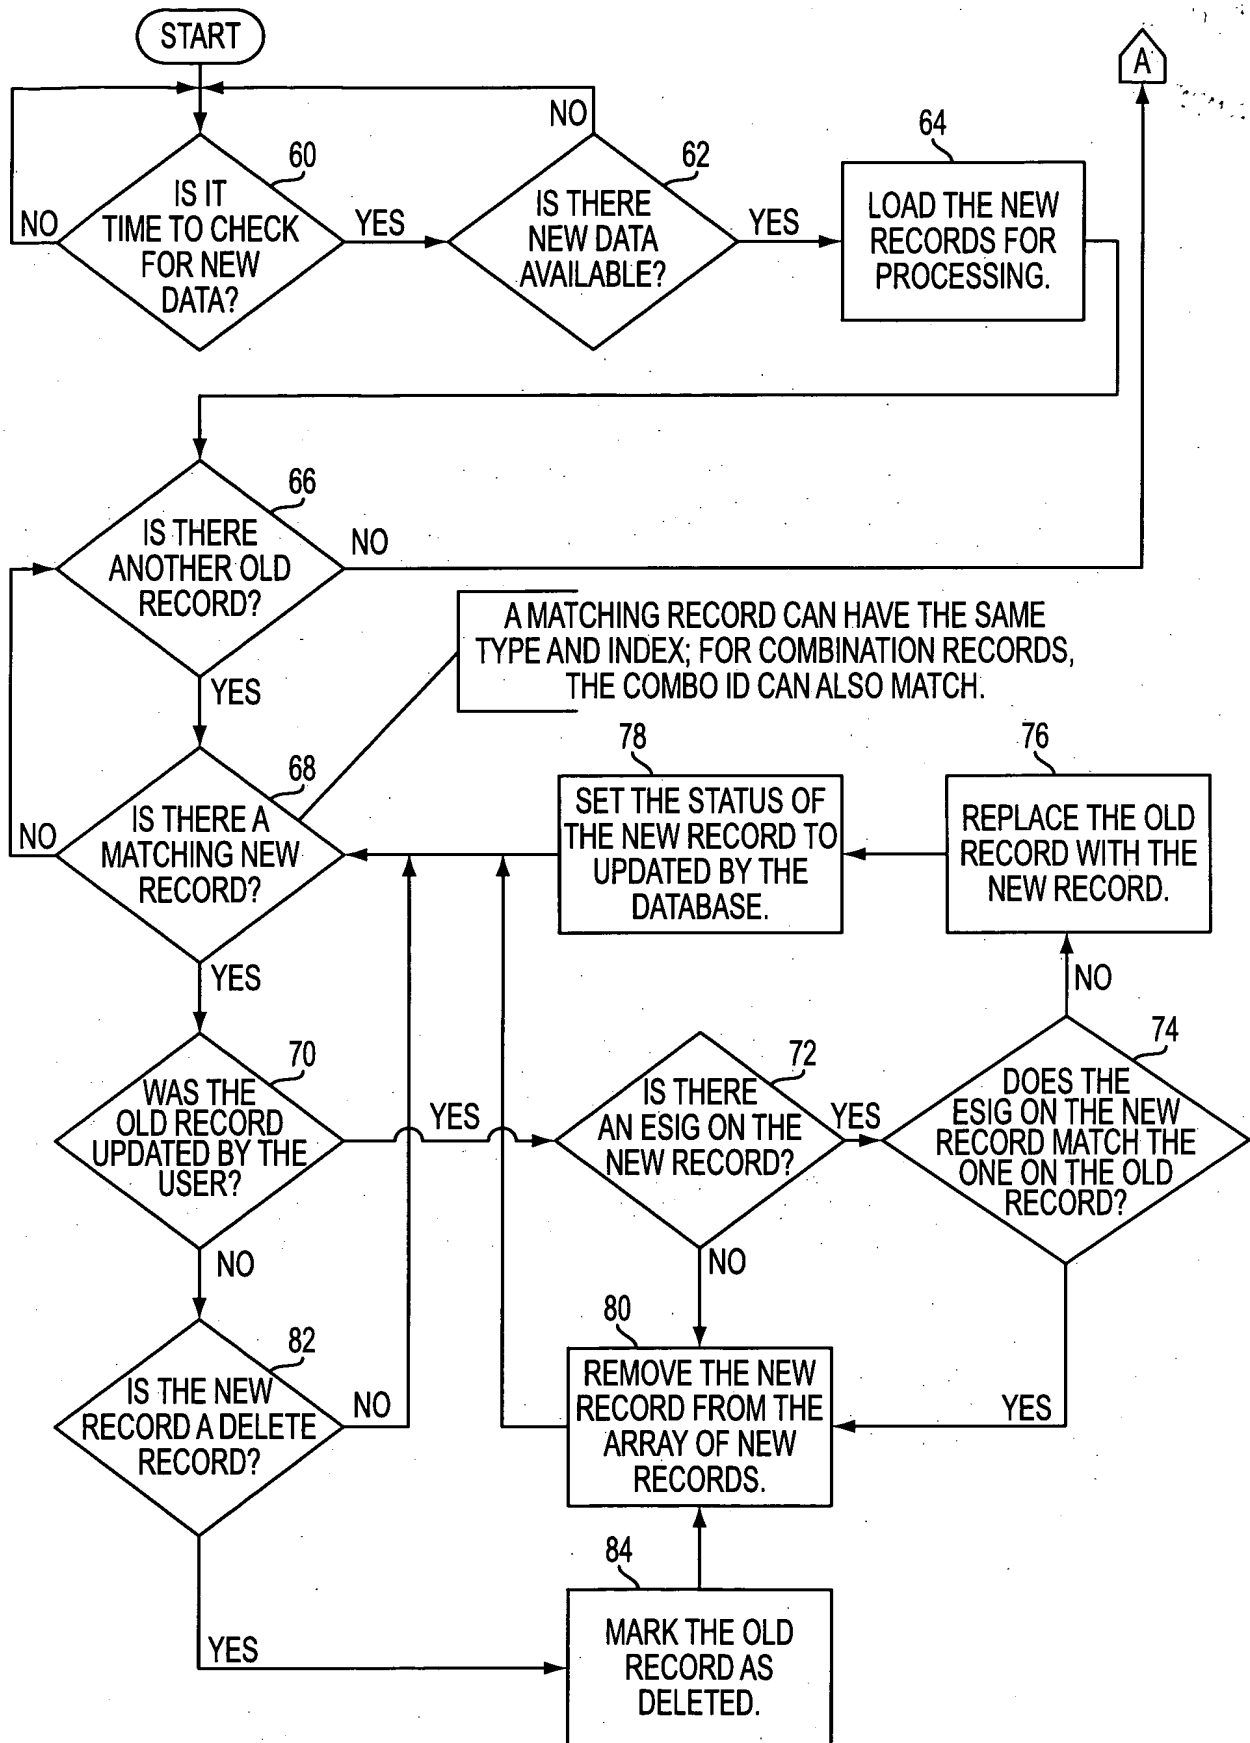 START
A
NO
60
62
64
IS IT
TIME TO CHECK
FOR NEW
DATA?
NO
YES
IS THERE
NEW DATA
AVAILABLE?
YES
LOAD THE NEW
RECORDS FOR
PROCESSING.
66
IS THERE
ANOTHER OLD
RECORD?
NO
YES
A MATCHING RECORD CAN HAVE THE SAME
TYPE AND INDEX; FOR COMBINATION RECORDS,
THE COMBO ID CAN ALSO MATCH.
68
IS THERE A
MATCHING NEW
RECORD?
NO
YES
78
SET THE STATUS OF
THE NEW RECORD TO
UPDATED BY THE
DATABASE.
76
REPLACE THE OLD
RECORD WITH THE
NEW RECORD.
NO
70
WAS THE
OLD RECORD
UPDATED BY THE
USER?
YES
NO
72
IS THERE
AN ESIG ON THE
NEW RECORD?
YES
NO
74
DOES THE
ESIG ON THE NEW
RECORD MATCH THE
ONE ON THE OLD
RECORD?
YES
82
IS THE NEW
RECORD A DELETE
RECORD?
NO
YES
80
REMOVE THE NEW
RECORD FROM THE
ARRAY OF NEW
RECORDS.
84
MARK THE OLD
RECORD AS
DELETED.